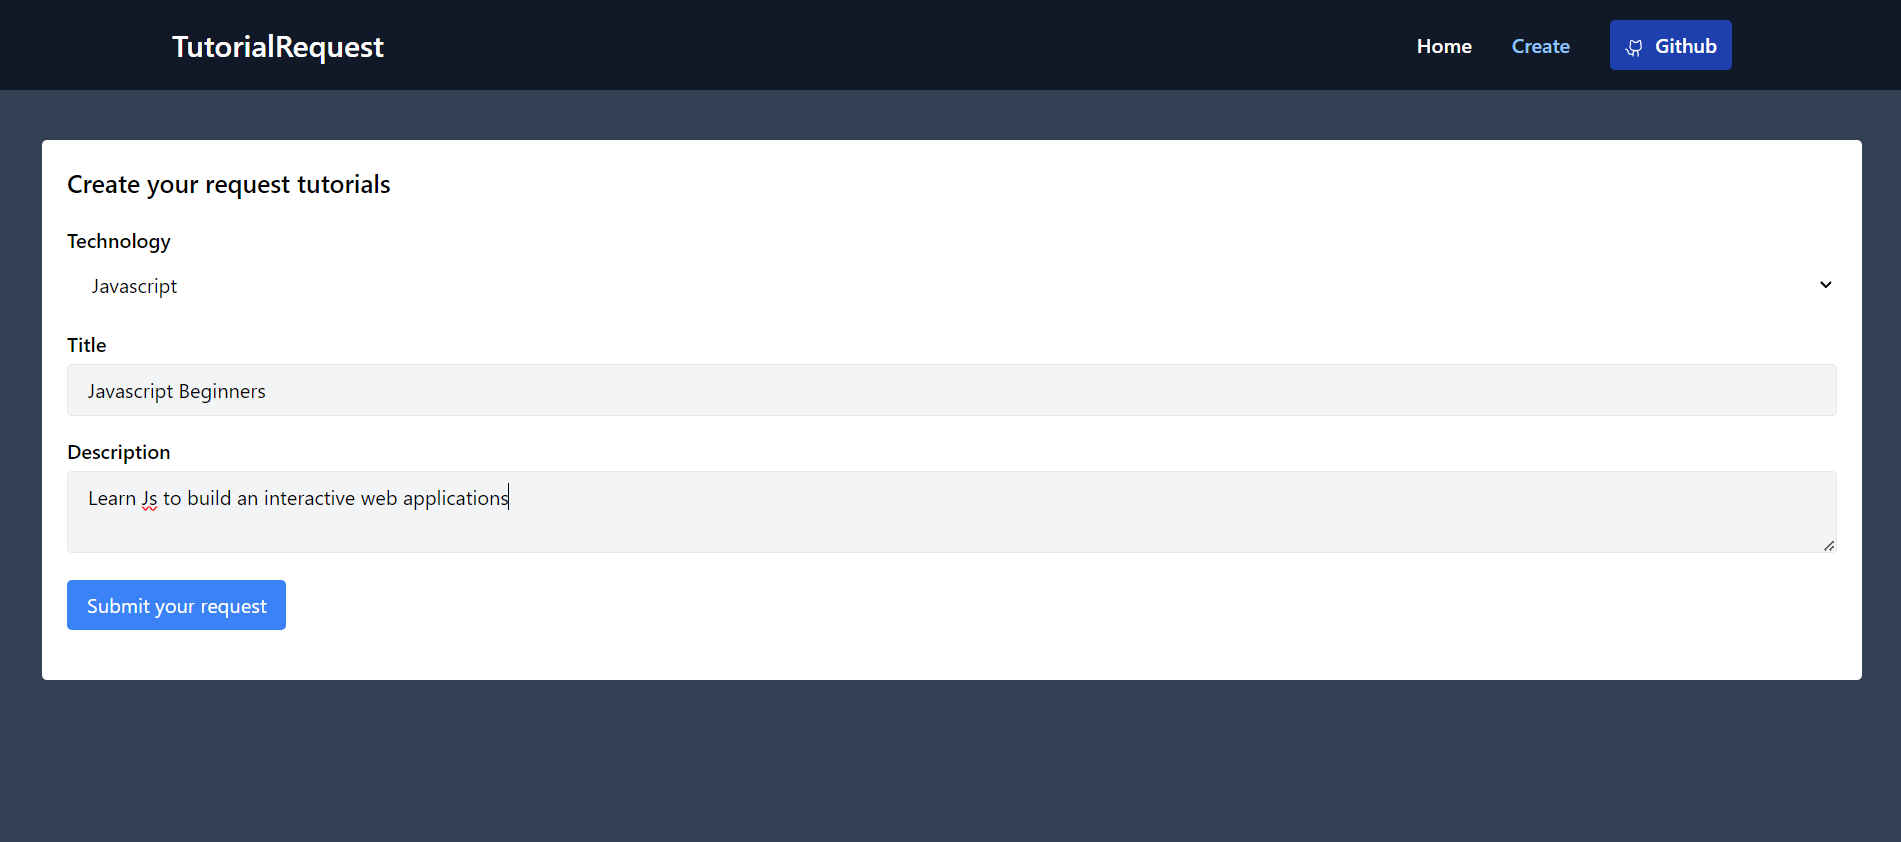 TutorialRequest
Home Create Github
Create your request tutorials
Technology
Javascript
Title
Javascript Beginners
Description
Learn Js to build an interactive web applications
Submit your request